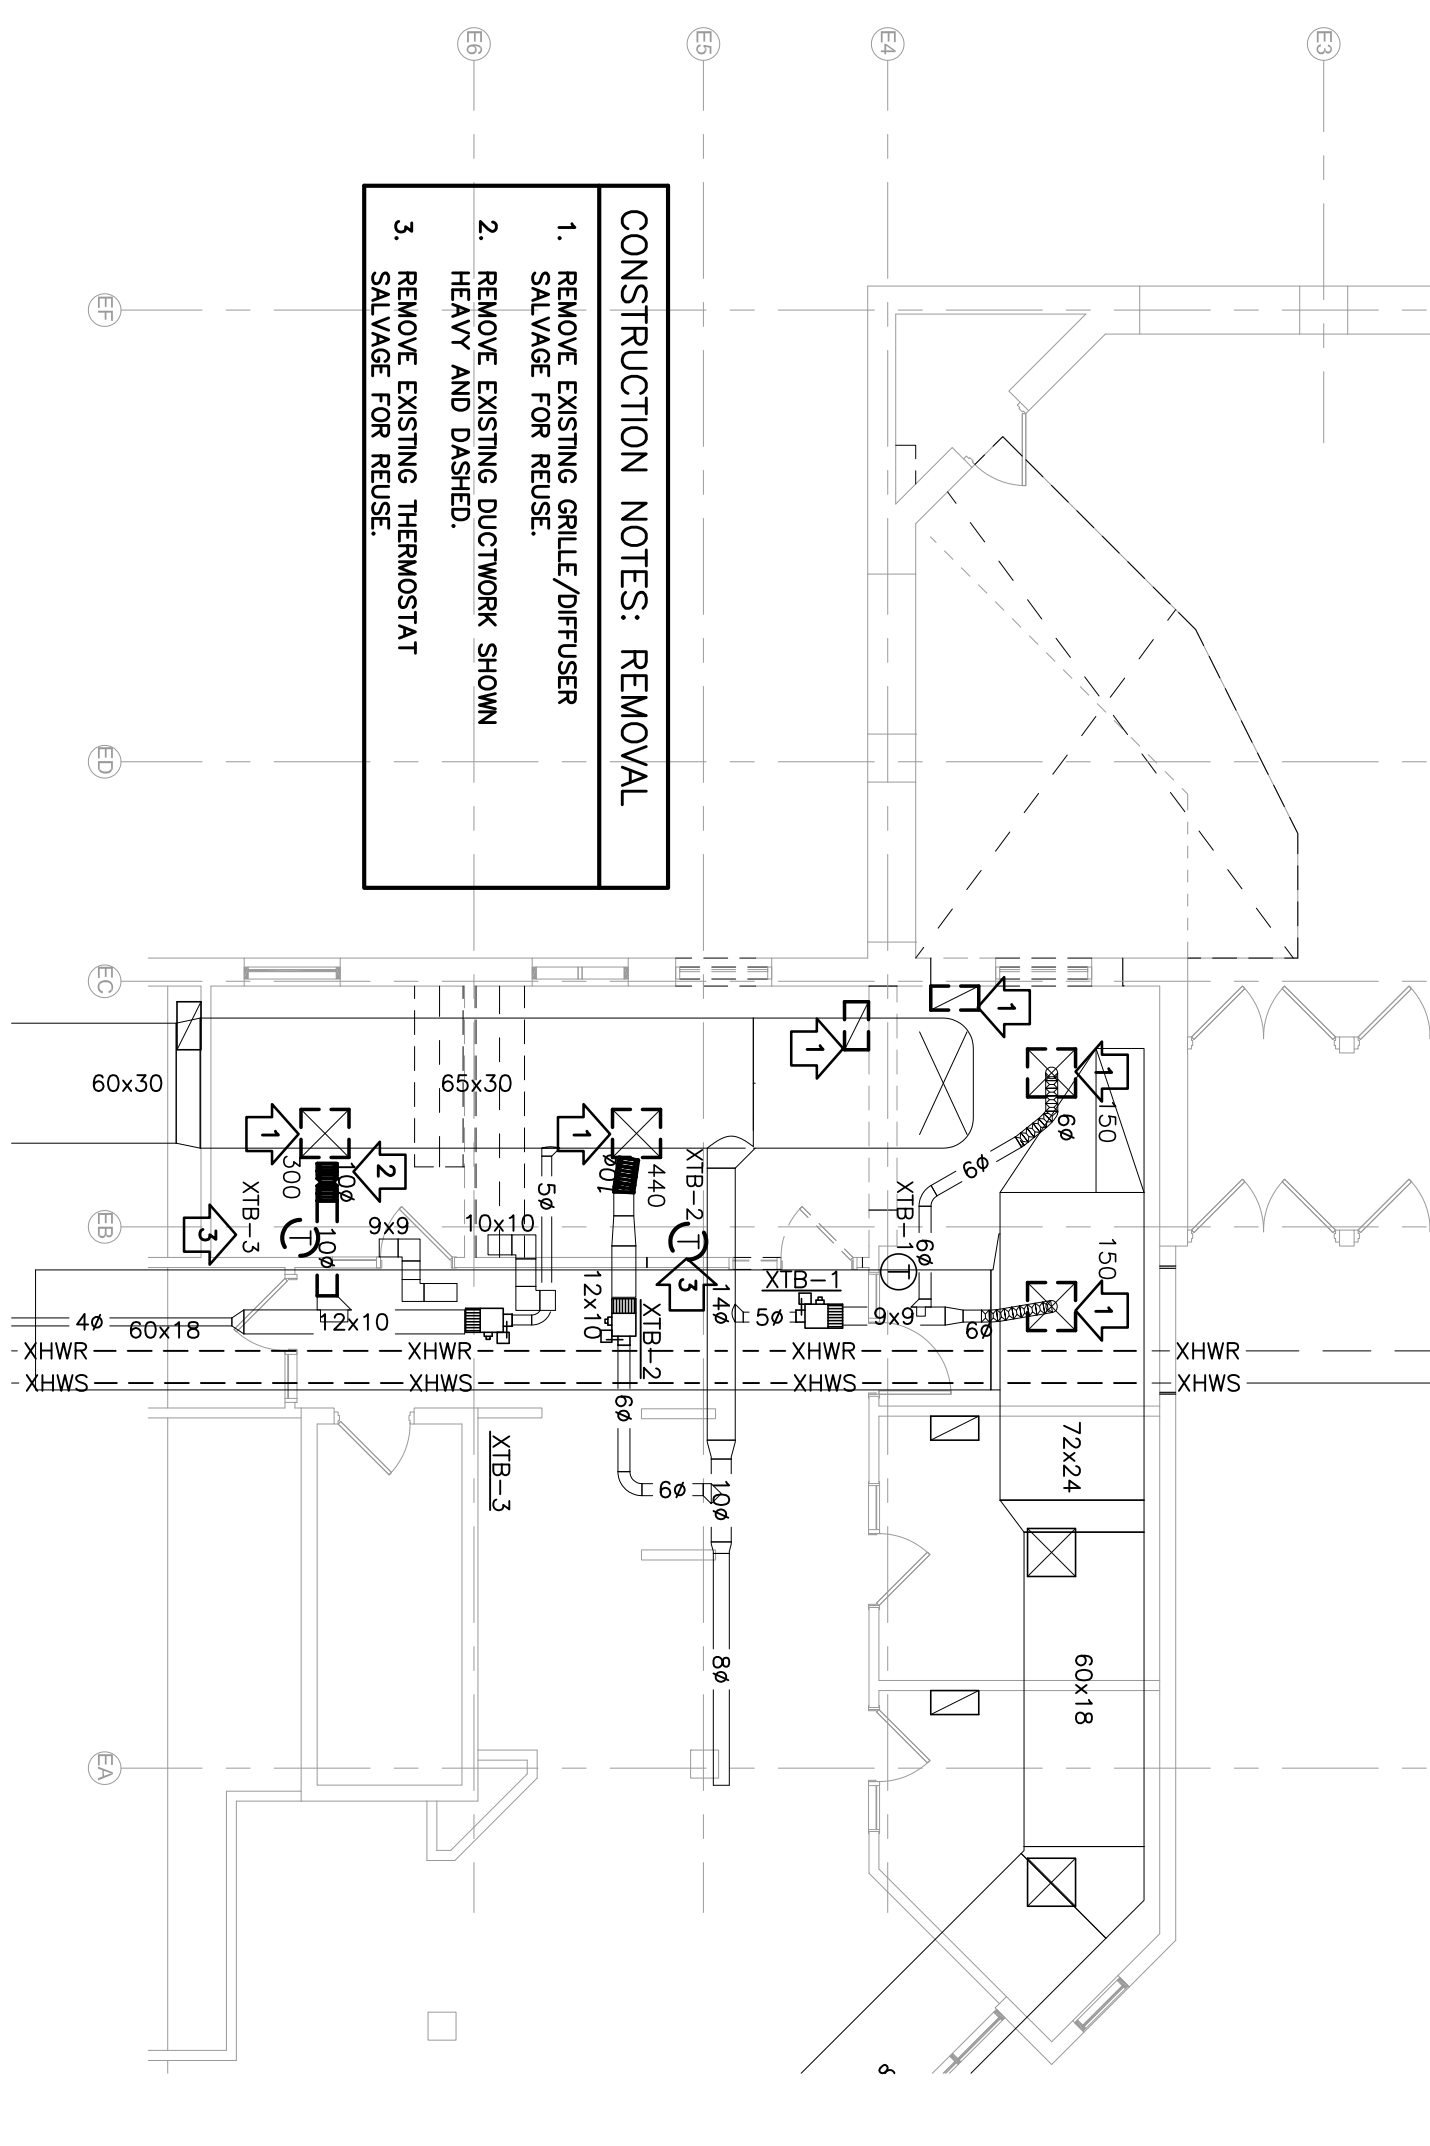 CONSTRUCTION NOTES: REMOVAL
1. REMOVE EXISTING GRILLE/DIFFUSER
SALVAGE FOR REUSE.
2. REMOVE EXISTING DUCTWORK SHOWN
HEAVY AND DASHED.
3. REMOVE EXISTING THERMOSTAT
SALVAGE FOR REUSE.
E6
E5
E4
E3
EF
ED
EC
EB
EA
1
1
1
150
6ø
6ø
60x30
65x30
1
300
10ø
2
1
10ø
440
XTB-2
5ø
XTB-1
6ø
XTB-3
3
T
10ø
9x9
10x10
T
3
T
150
1
XTB-1
14ø
5ø
9x9
6ø
12x10
XTB-2
4ø
60x18
12x10
XHWR
XHWR
XHWR
XHWR
XHWS
XHWS
XHWS
XHWS
6ø
XTB-3
6ø
10ø
72x24
8ø
60x18